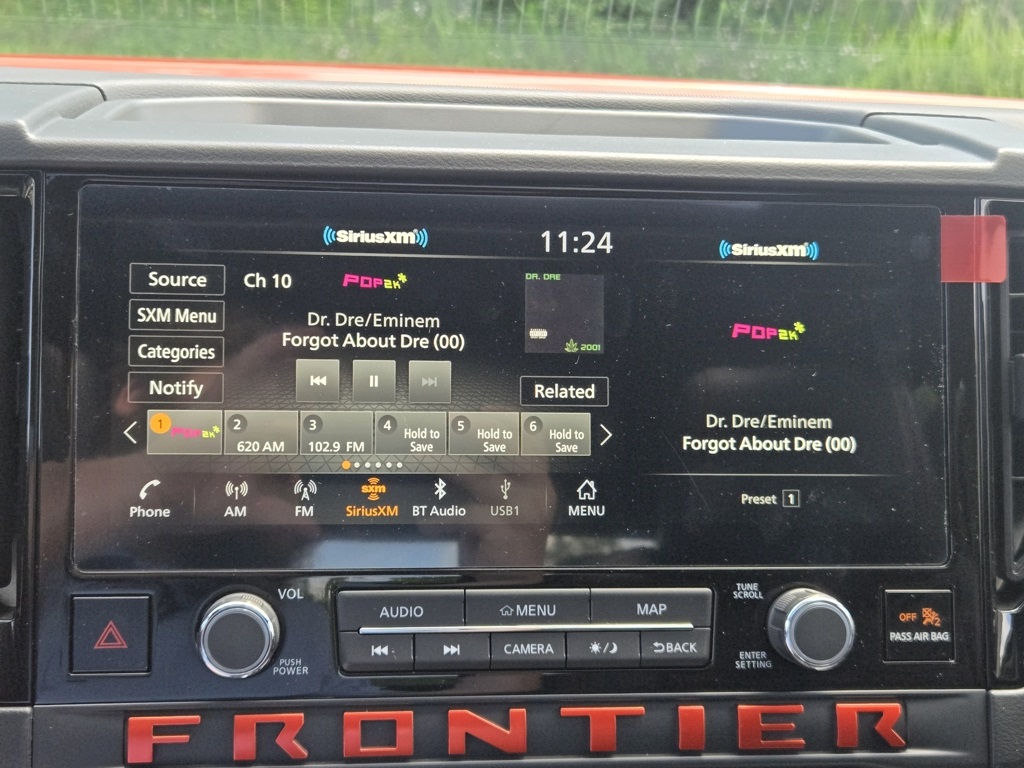 SiriusXM
11:24
SiriusXM
Source
Ch 10
POP2K
DR. DRE
SXM Menu
Dr. Dre/Eminem
Forgot About Dre (00)
2001
POP2K
Categories
Notify
Related
1 POP2K
2 620 AM
3 102.9 FM
4 Hold to Save
5 Hold to Save
6 Hold to Save
Dr. Dre/Eminem
Forgot About Dre (00)
Preset 1
sxm
Phone
AM
FM
SiriusXM
BT Audio
USB1
MENU
VOL
PUSH
POWER
AUDIO
MENU
MAP
CAMERA
BACK
TUNE
SCROLL
ENTER
SETTING
OFF
PASS AIR BAG
FRONTIER